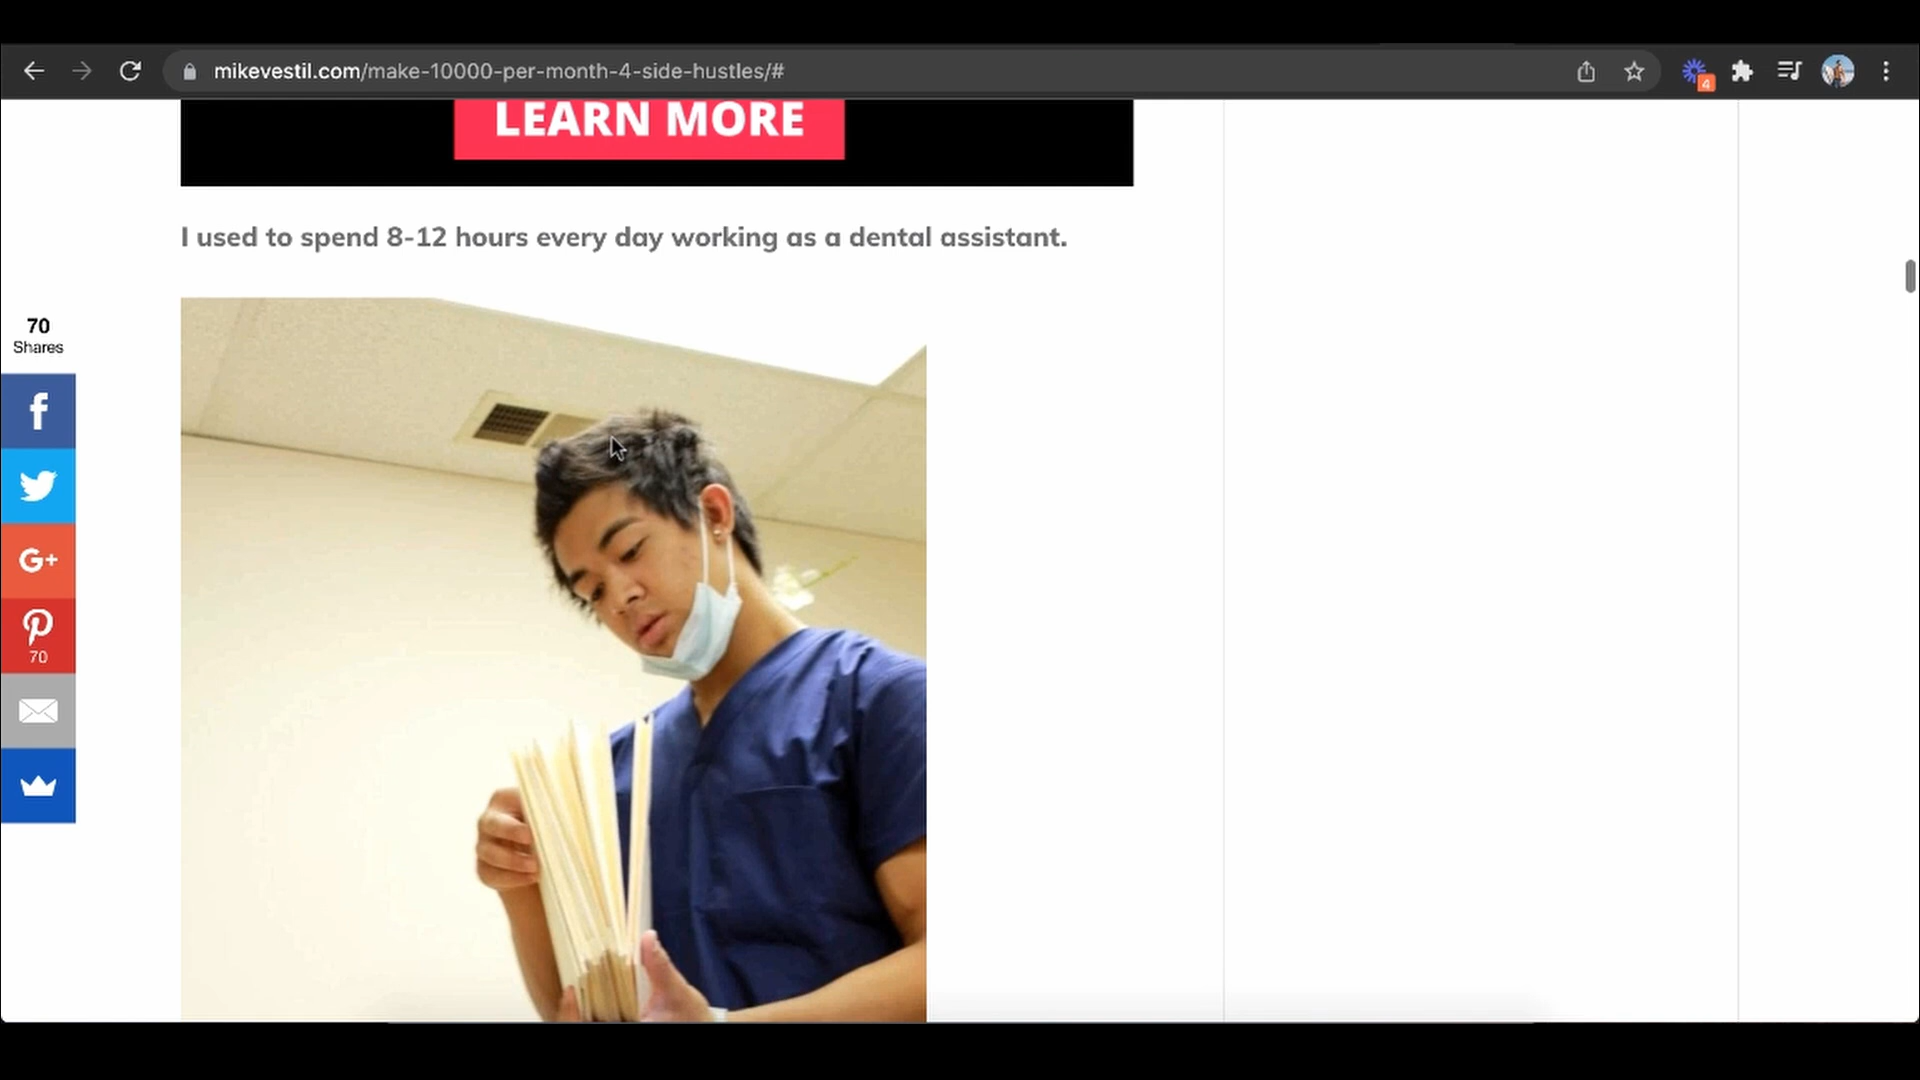 mikevestil.com/make-10000-per-month-4-side-hustles/#
4
LEARN MORE
I used to spend 8-12 hours every day working as a dental assistant.
70
Shares
f
G+
70